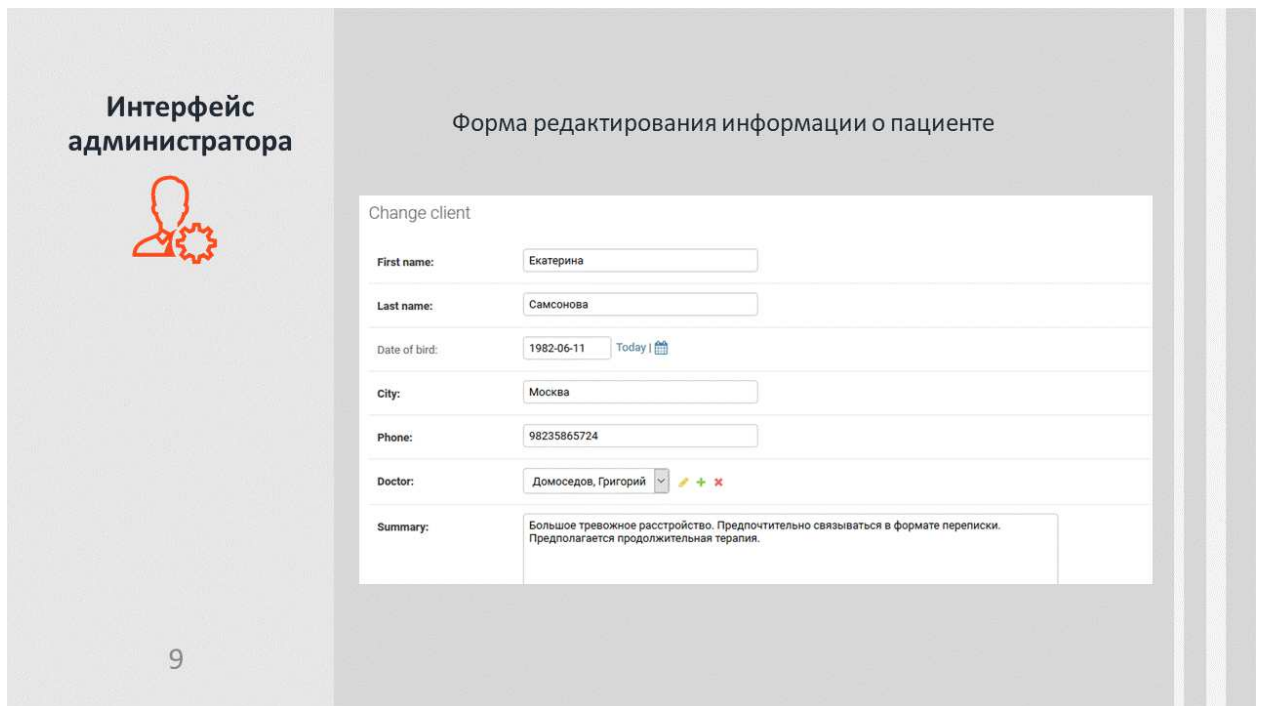 Интерфейс
администратора
Форма редактирования информации о пациенте
Change client
First name: Екатерина
Last name: Самсонова
Date of bird: 1982-06-11 Today |
City: Москва
Phone: 98235865724
Doctor: Домоседов, Григорий
Summary: Большое тревожное расстройство. Предпочтительно связываться в формате переписки.
Предполагается продолжительная терапия.
9